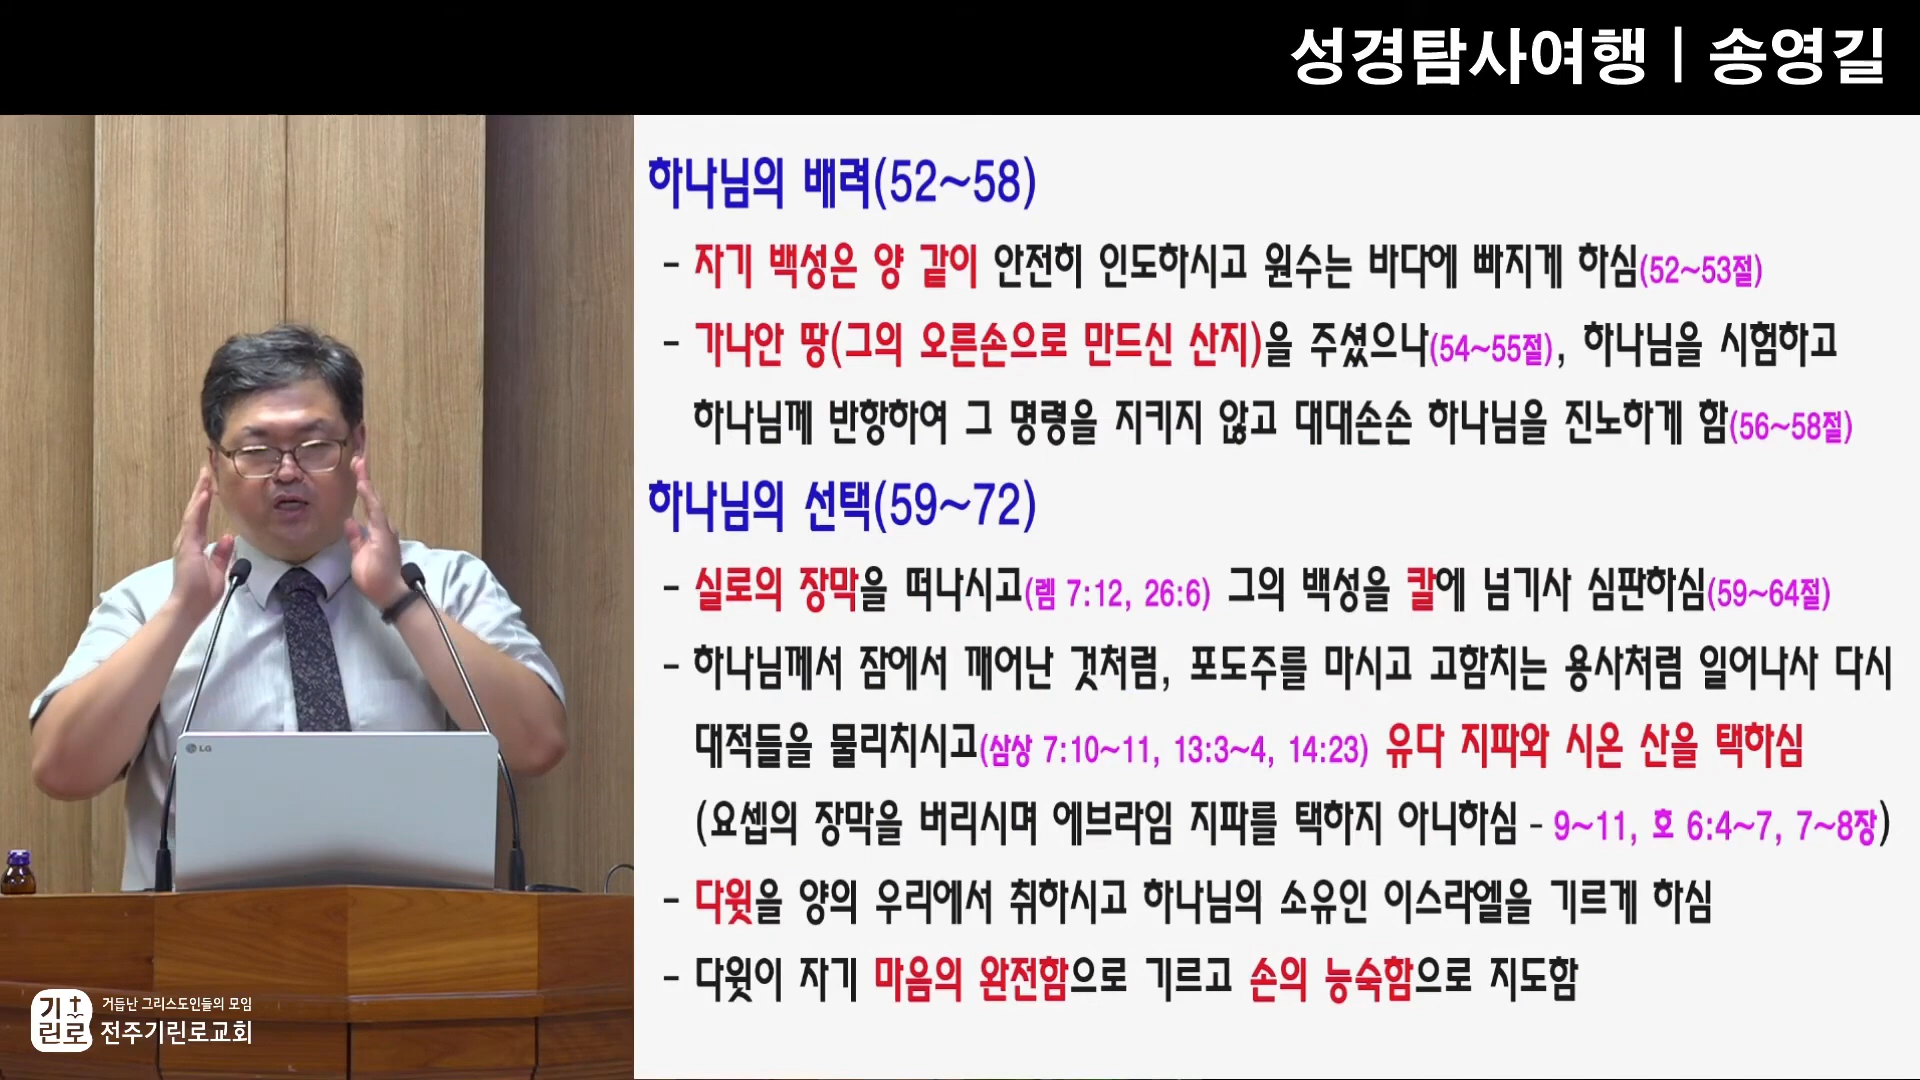 성경탐사여행 | 송영길
하나님의 배려(52~58)
- 자기 백성은 양 같이 안전히 인도하시고 원수는 바다에 빠지게 하심(52~53절)
- 가나안 땅(그의 오른손으로 만드신 산지)을 주셨으나(54~55절), 하나님을 시험하고
하나님께 반항하여 그 명령을 지키지 않고 대대손손 하나님을 진노하게 함(56~58절)
하나님의 선택(59~72)
- 실로의 장막을 떠나시고(렘 7:12, 26:6) 그의 백성을 칼에 넘기사 심판하심(59~64절)
- 하나님께서 잠에서 깨어난 것처럼, 포도주를 마시고 고함치는 용사처럼 일어나사 다시
대적들을 물리치시고(삼상 7:10~11, 13:3~4, 14:23) 유다 지파와 시온 산을 택하심
(요셉의 장막을 버리시며 에브라임 지파를 택하지 아니하심 - 9~11, 호 6:4~7, 7~8장)
- 다윗을 양의 우리에서 취하시고 하나님의 소유인 이스라엘을 기르게 하심
- 다윗이 자기 마음의 완전함으로 기르고 손의 능숙함으로 지도함
LG
기린로
거듭난 그리스도인들의 모임
전주기린로교회